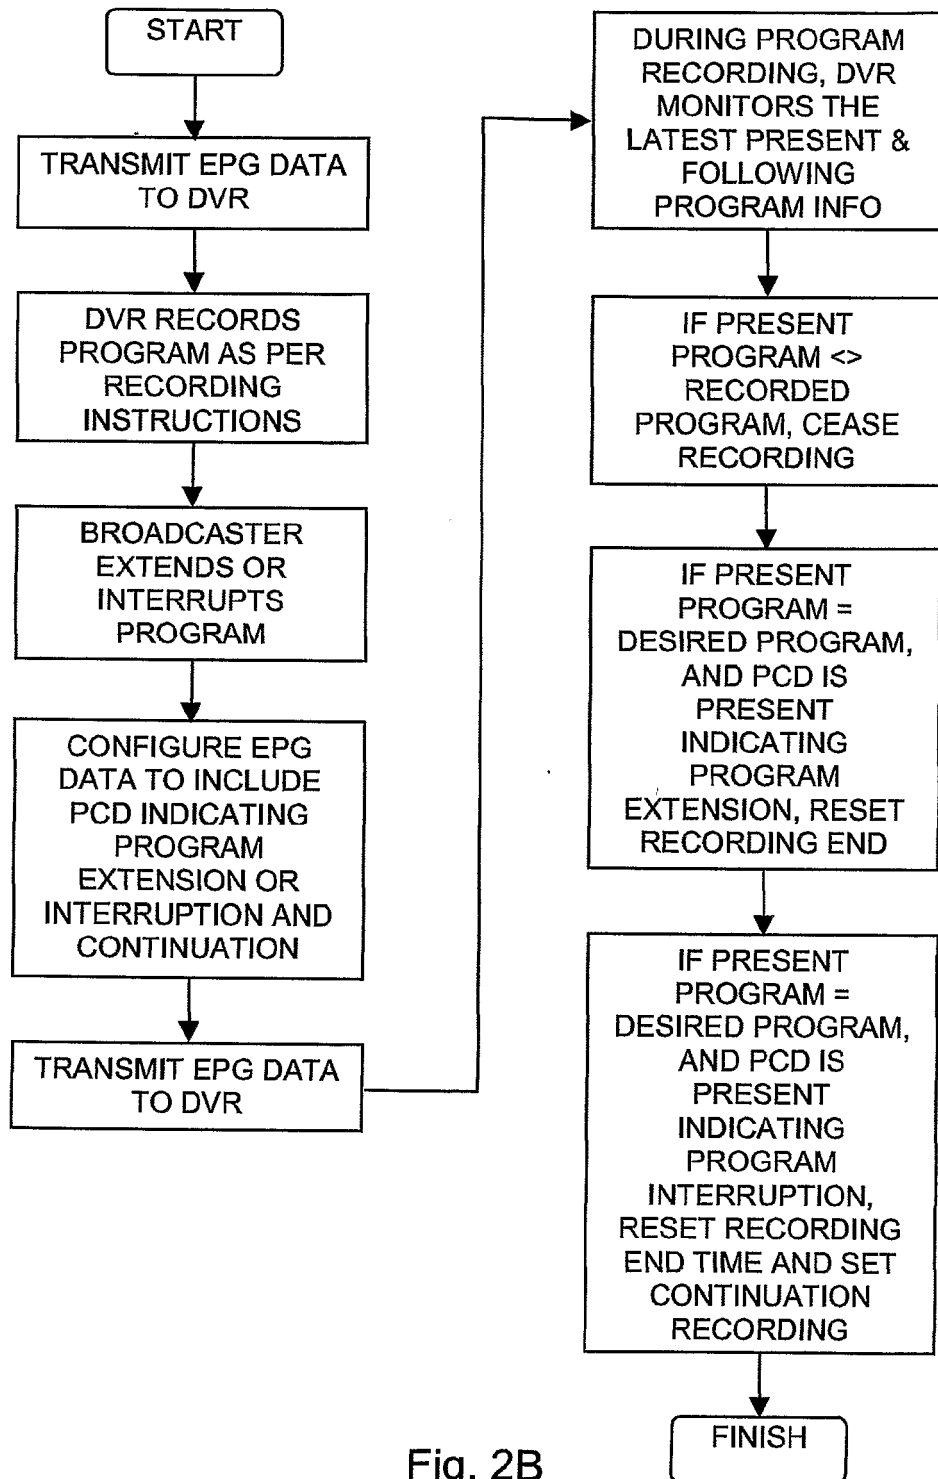 START
TRANSMIT EPG DATA
TO DVR
DVR RECORDS
PROGRAM AS PER
RECORDING
INSTRUCTIONS
BROADCASTER
EXTENDS OR
INTERRUPTS
PROGRAM
CONFIGURE EPG
DATA TO INCLUDE
PCD INDICATING
PROGRAM
EXTENSION OR
INTERRUPTION AND
CONTINUATION
TRANSMIT EPG DATA
TO DVR
DURING PROGRAM
RECORDING, DVR
MONITORS THE
LATEST PRESENT &
FOLLOWING
PROGRAM INFO
IF PRESENT
PROGRAM <>
RECORDED
PROGRAM, CEASE
RECORDING
IF PRESENT
PROGRAM =
DESIRED PROGRAM,
AND PCD IS
PRESENT
INDICATING
PROGRAM
EXTENSION, RESET
RECORDING END
IF PRESENT
PROGRAM =
DESIRED PROGRAM,
AND PCD IS
PRESENT
INDICATING
PROGRAM
INTERRUPTION,
RESET RECORDING
END TIME AND SET
CONTINUATION
RECORDING
FINISH
Fig. 2B